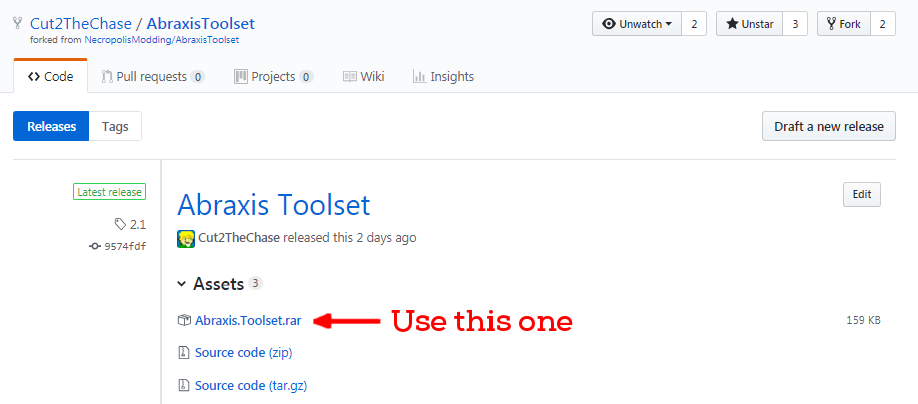 Cut2TheChase / AbraxisToolset
forked from NecropolisModding/AbraxisToolset
Unwatch 2
Unstar 3
Fork 2
Code
Pull requests 0
Projects 0
Wiki
Insights
Releases
Tags
Draft a new release
Latest release
2.1
9574fdf
Abraxis Toolset
Edit
Cut2TheChase released this 2 days ago
Assets 3
Abraxis.Toolset.rar
Use this one
159 KB
Source code (zip)
Source code (tar.gz)